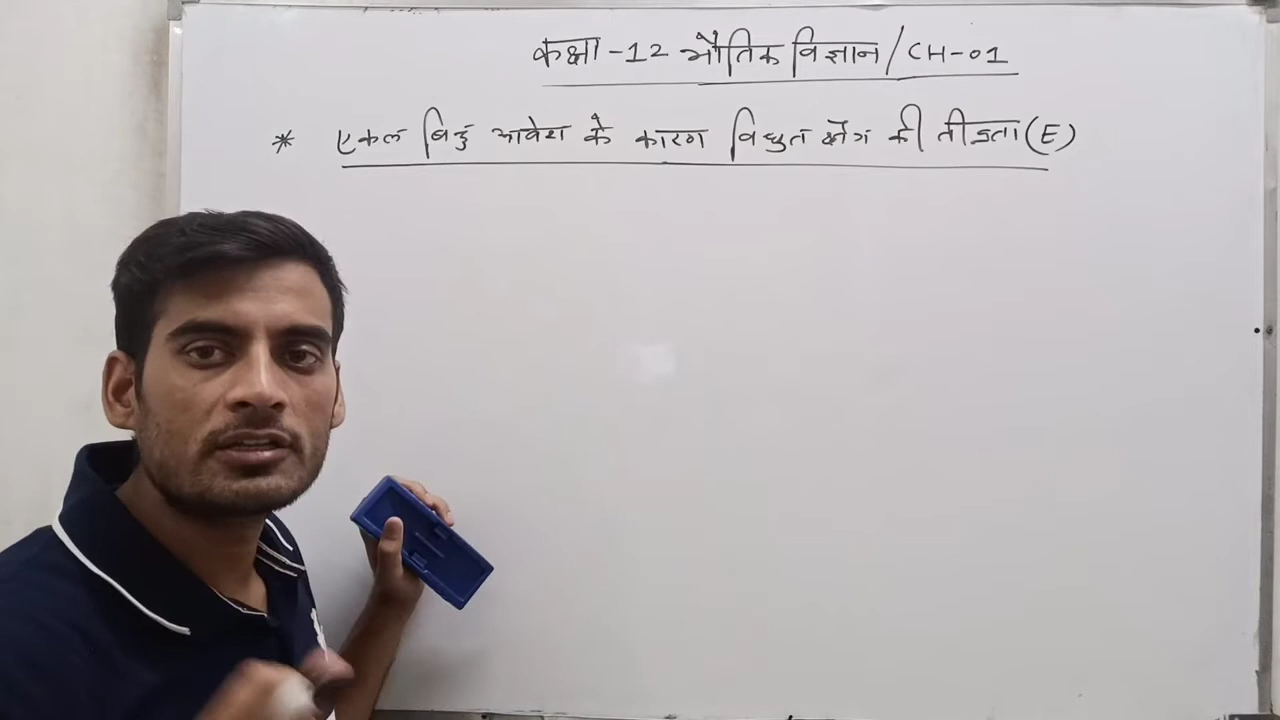 कक्षा - 12 भौतिक विज्ञान / CH-01
* एकल बिंदु आवेश के कारण विधुत क्षेत्र की तीव्रता (E)